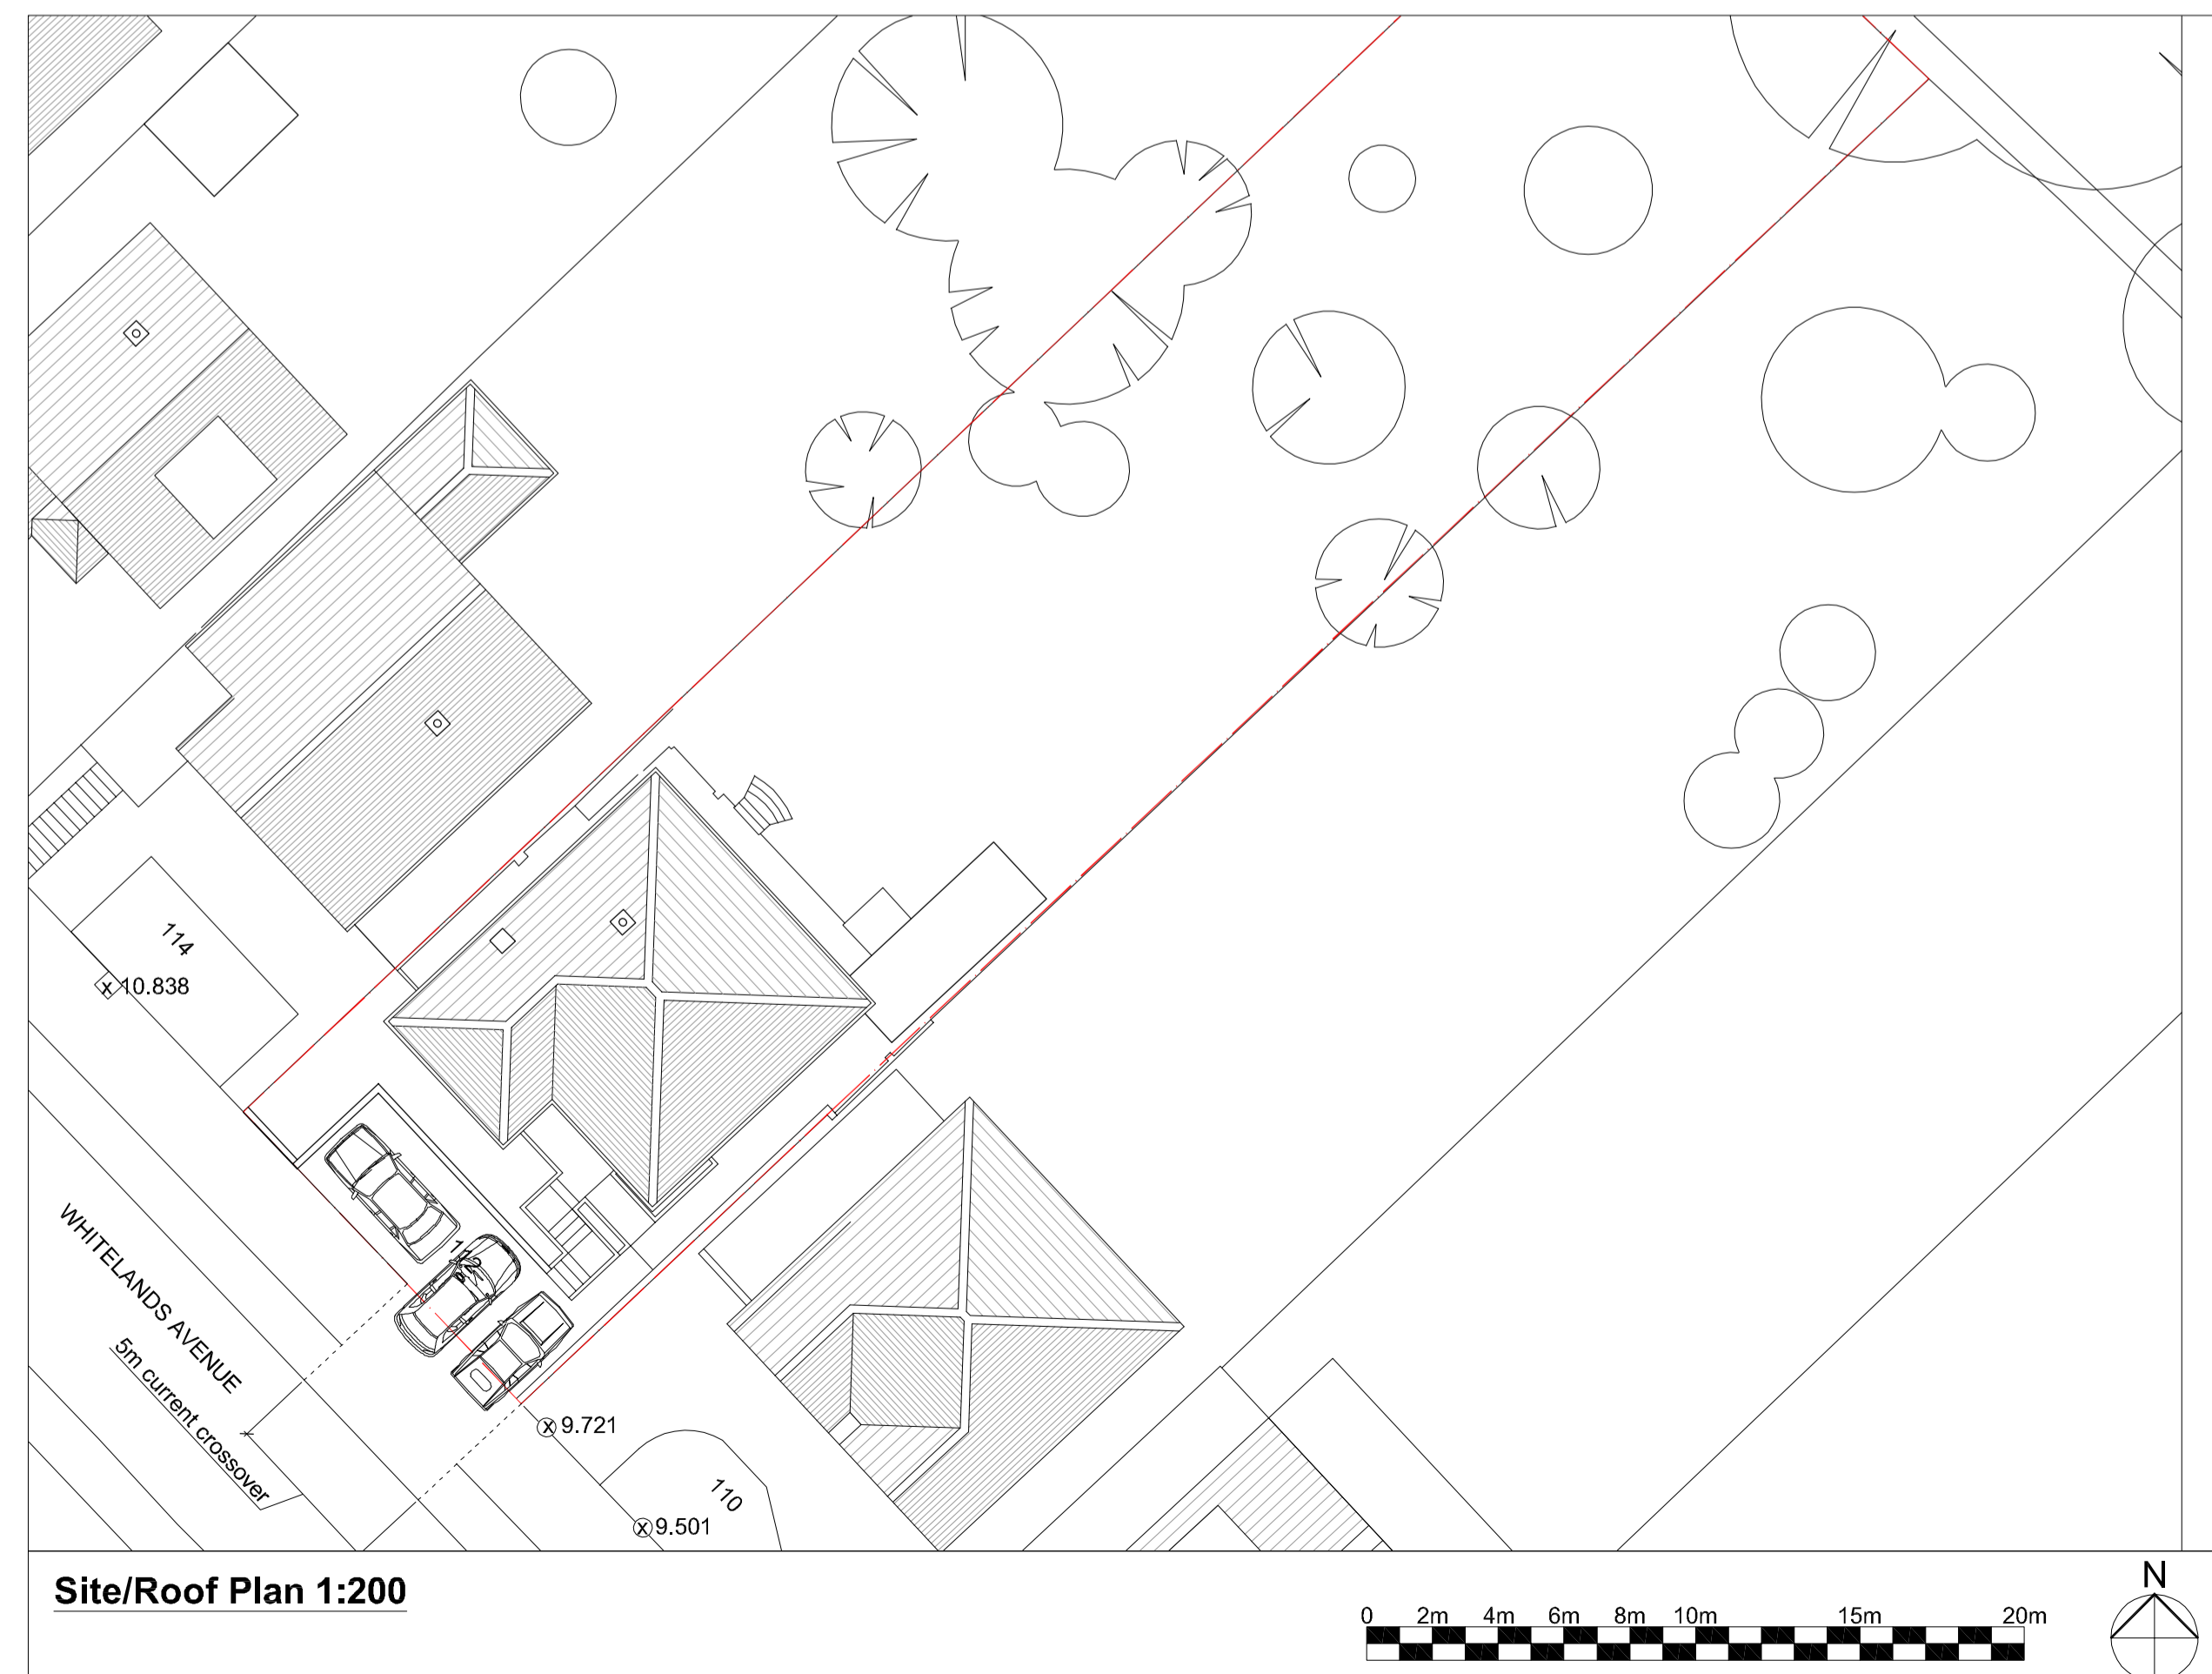 114
x 10.838
WHITELANDS AVENUE
5m current crossover
112
x 9.721
110
x 9.501
Site/Roof Plan 1:200
0 2m 4m 6m 8m 10m 15m 20m
N